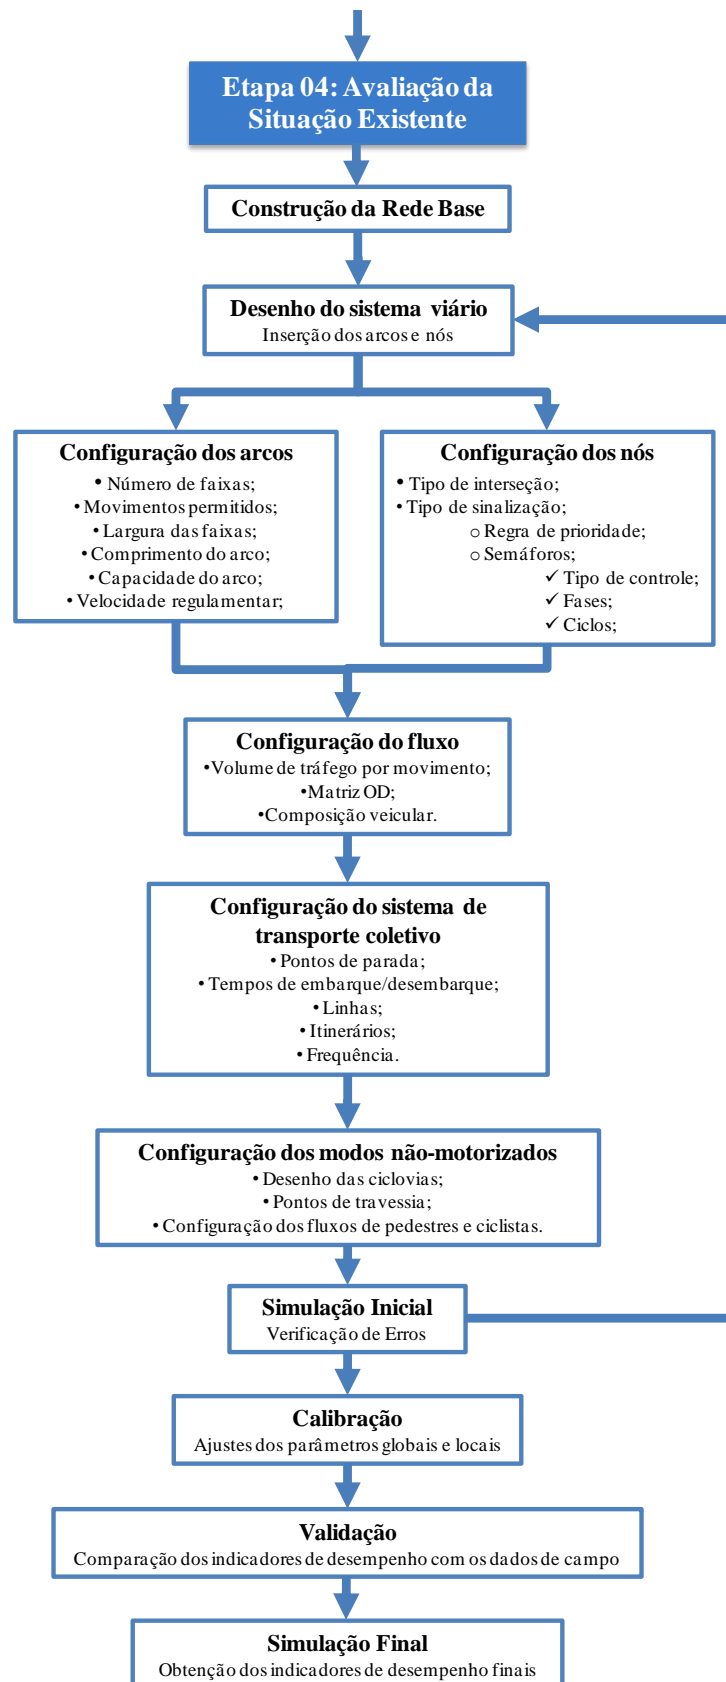 Etapa 04: Avaliação da
Situação Existente
Construção da Rede Base
Desenho do sistema viário
Inserção dos arcos e nós
Configuração dos arcos
• Número de faixas;
• Movimentos permitidos;
• Largura das faixas;
• Comprimento do arco;
• Capacidade do arco;
• Velocidade regulamentar;
Configuração dos nós
• Tipo de interseção;
• Tipo de sinalização;
o Regra de prioridade;
o Semáforos;
✓ Tipo de controle;
✓ Fases;
✓ Ciclos;
Configuração do fluxo
•Volume de tráfego por movimento;
•Matriz OD;
•Composição veicular.
Configuração do sistema de
transporte coletivo
• Pontos de parada;
• Tempos de embarque/desembarque;
• Linhas;
• Itinerários;
• Frequência.
Configuração dos modos não-motorizados
• Desenho das ciclovias;
• Pontos de travessia;
• Configuração dos fluxos de pedestres e ciclistas.
Simulação Inicial
Verificação de Erros
Calibração
Ajustes dos parâmetros globais e locais
Validação
Comparação dos indicadores de desempenho com os dados de campo
Simulação Final
Obtenção dos indicadores de desempenho finais